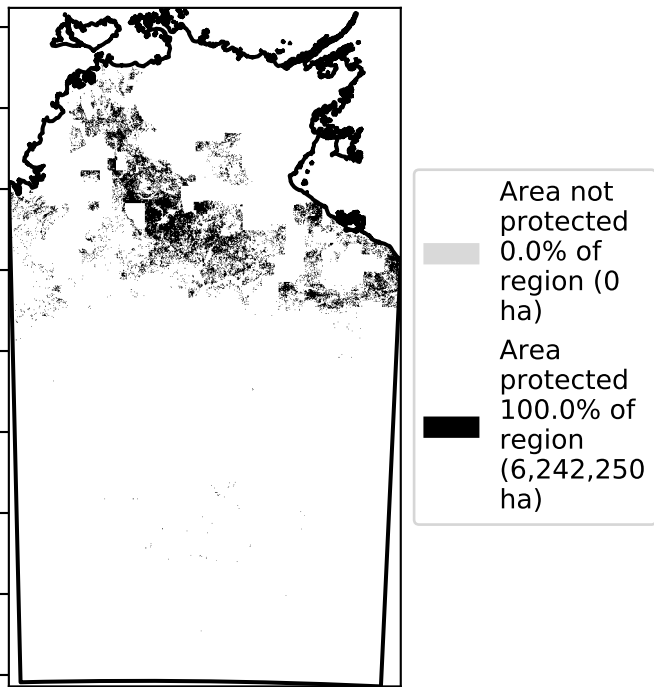 Area not
protected
0.0% of
region (0
ha)
Area
protected
100.0% of
region
(6,242,250
ha)